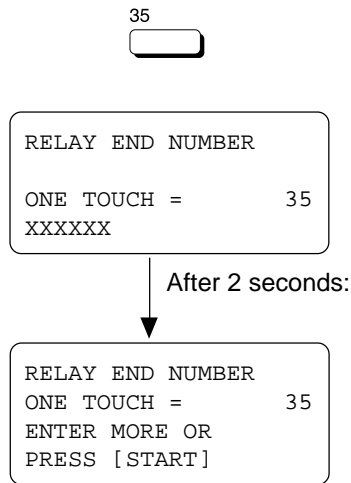 35
RELAY END NUMBER
ONE TOUCH = 35
XXXXXX
After 2 seconds:
RELAY END NUMBER
ONE TOUCH = 35
ENTER MORE OR
PRESS [START]